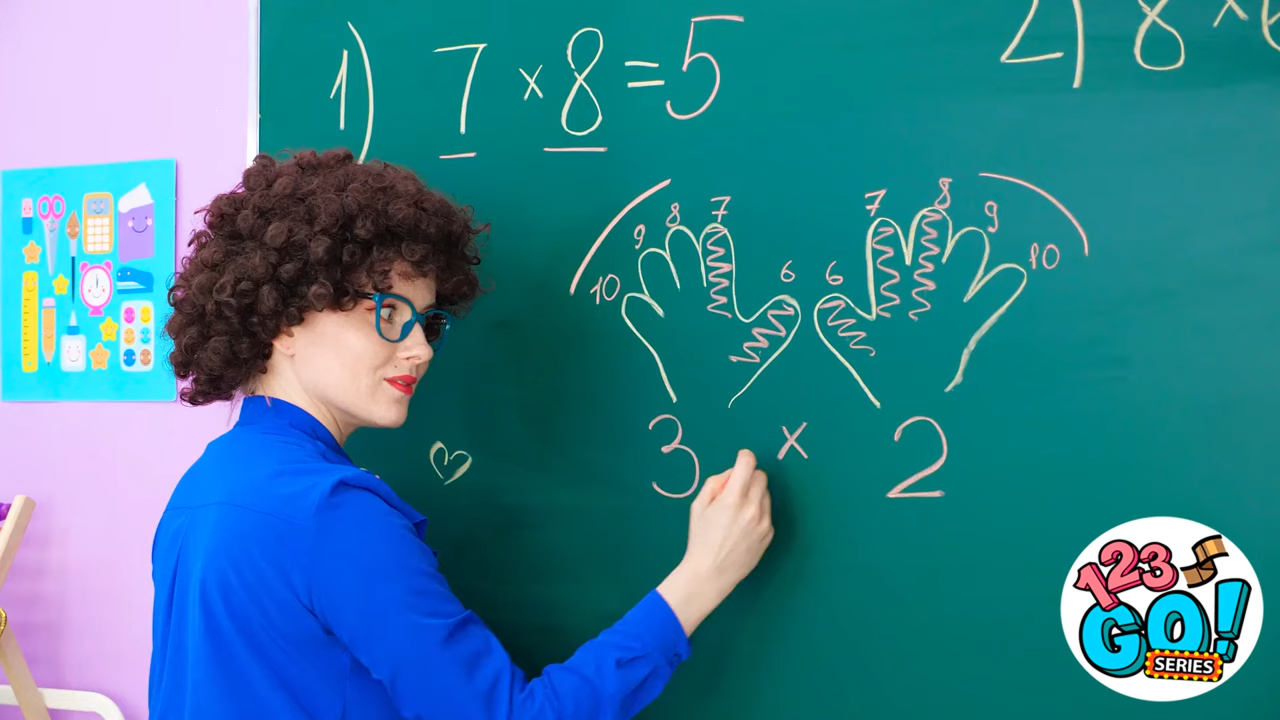 1) 7 x 8 = 5
2) 8 x
10 9 8 7 6 6 7 8 9 10
3 x 2
123
GO!
SERIES